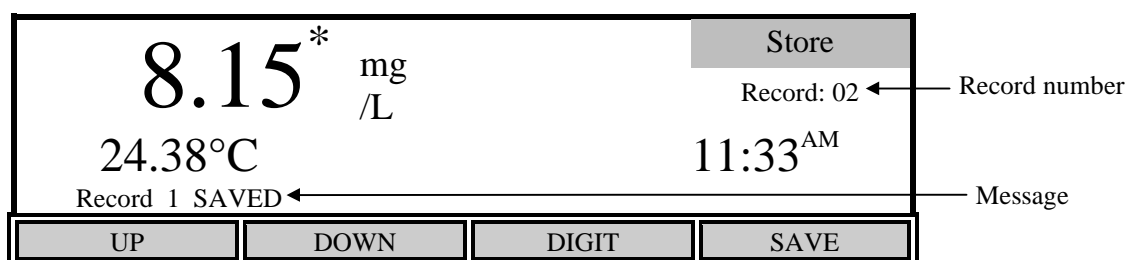 Store
8.15* mg
/L
Record: 02 Record number
24.38°C 11:33AM
Record 1 SAVED Message
UP DOWN DIGIT SAVE